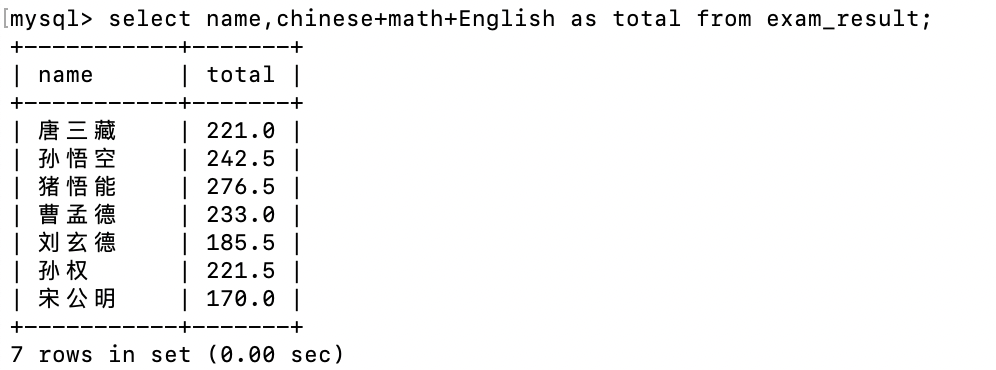 mysql> select name,chinese+math+English as total from exam_result;
+-----------+-------+
| name      | total |
+-----------+-------+
| 唐三藏    | 221.0 |
| 孙悟空    | 242.5 |
| 猪悟能    | 276.5 |
| 曹孟德    | 233.0 |
| 刘玄德    | 185.5 |
| 孙权      | 221.5 |
| 宋公明    | 170.0 |
+-----------+-------+
7 rows in set (0.00 sec)